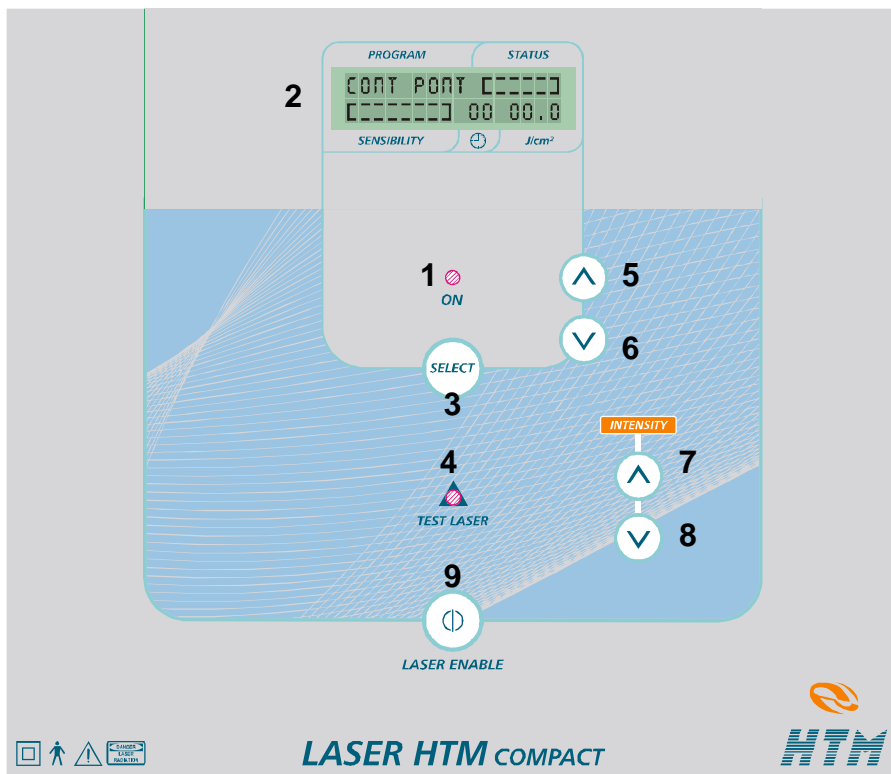 PROGRAM STATUS
2
CONT PONT [-----]
[-------] 00 00.0
SENSIBILITY J/cm²
1
ON
5
6
SELECT
3
INTENSITY
4
7
TEST LASER
8
9
LASER ENABLE
DANGER
LASER
RADIATION
LASER HTM COMPACT
HTM